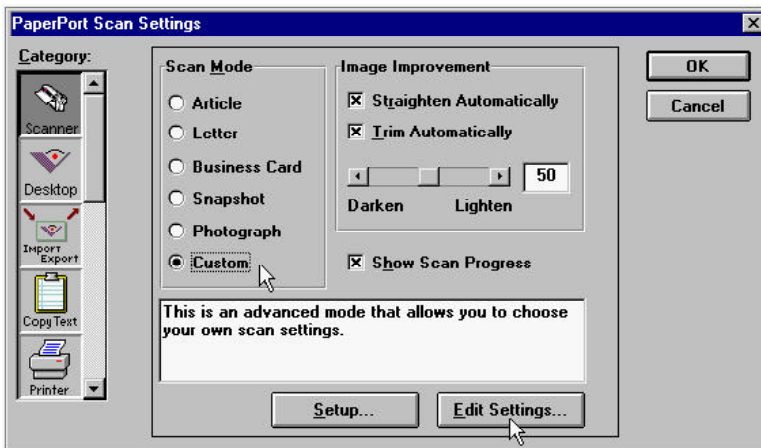 PaperPort Scan Settings
Category:
Scanner
Desktop
Import
Export
Copy Text
Printer
Scan Mode
Article
Letter
Business Card
Snapshot
Photograph
Custom
Image Improvement
Straighten Automatically
Trim Automatically
50
Darken Lighten
Show Scan Progress
This is an advanced mode that allows you to choose
your own scan settings.
Setup...
Edit Settings...
OK
Cancel